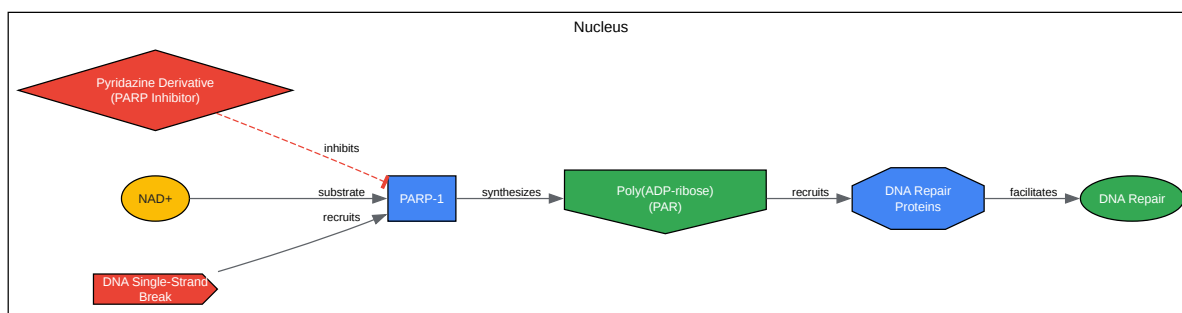 Nucleus
Pyridazine Derivative
(PARP Inhibitor)
inhibits
NAD+
substrate
recruits
PARP-1
synthesizes
Poly(ADP-ribose)
(PAR)
recruits
DNA Repair
Proteins
facilitates
DNA Repair
DNA Single-Strand
Break